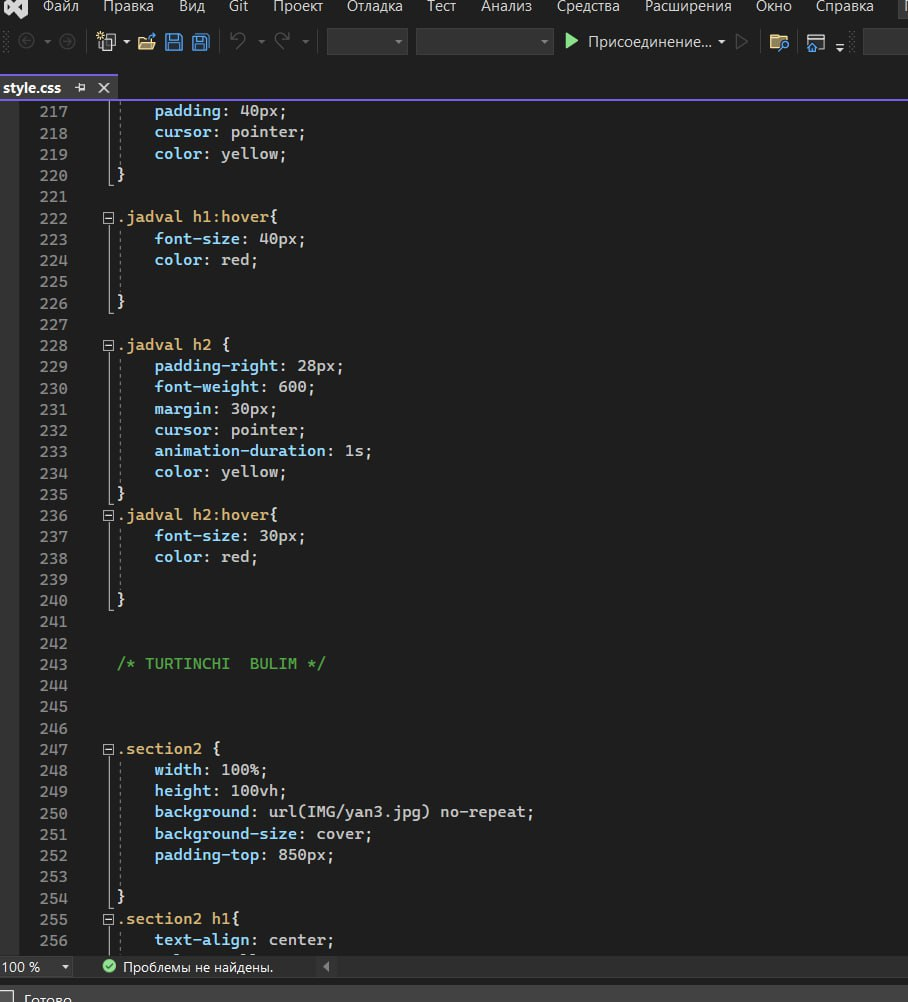 Файл Правка Вид Git Проект Отладка Тест Анализ Средства Расширения Окно Справка
Присоединение...
style.css
217 padding: 40px;
218 cursor: pointer;
219 color: yellow;
220 }
221
222 .jadval h1:hover{
223 font-size: 40px;
224 color: red;
225
226 }
227
228 .jadval h2 {
229 padding-right: 28px;
230 font-weight: 600;
231 margin: 30px;
232 cursor: pointer;
233 animation-duration: 1s;
234 color: yellow;
235 }
236 .jadval h2:hover{
237 font-size: 30px;
238 color: red;
239
240 }
241
242
243 /* TURTINCHI  BULIM */
244
245
246
247 .section2 {
248 width: 100%;
249 height: 100vh;
250 background: url(IMG/yan3.jpg) no-repeat;
251 background-size: cover;
252 padding-top: 850px;
253
254 }
255 .section2 h1{
256 text-align: center;
100 % Проблемы не найдены.
Готово